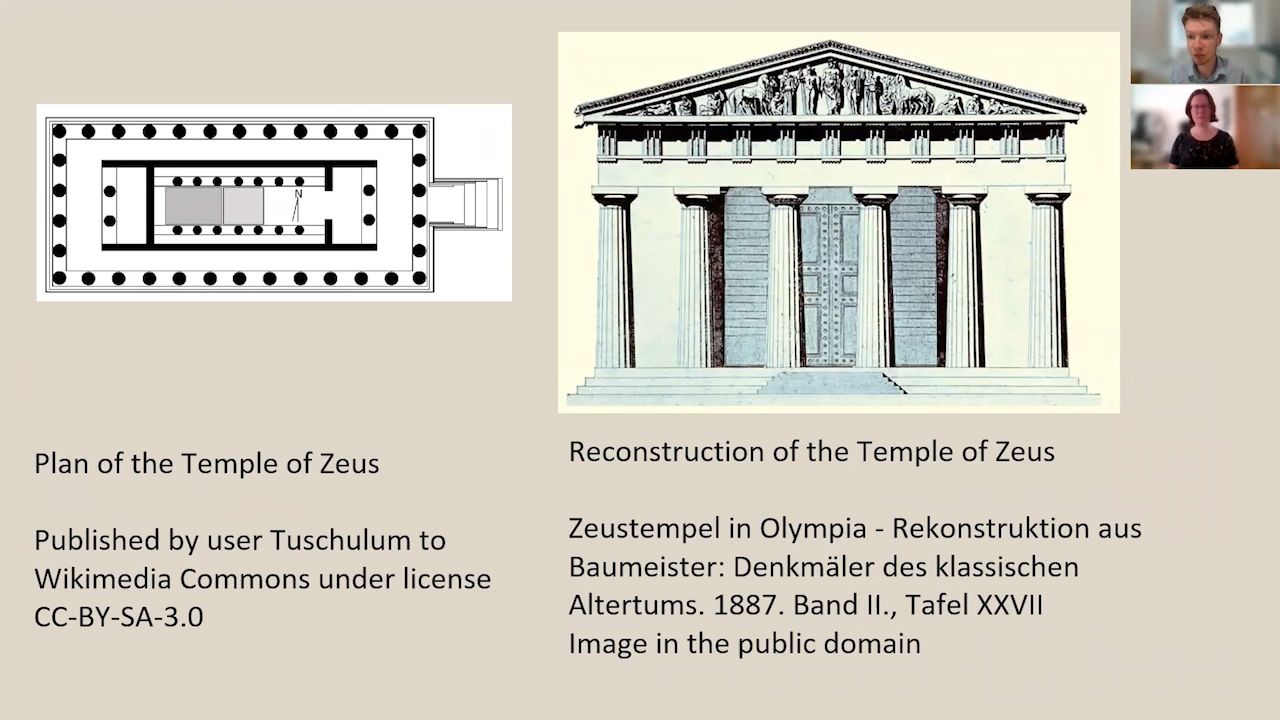 N
Plan of the Temple of Zeus
Published by user Tuschulum to
Wikimedia Commons under license
CC-BY-SA-3.0
Reconstruction of the Temple of Zeus
Zeustempel in Olympia - Rekonstruktion aus
Baumeister: Denkmäler des klassischen
Altertums. 1887. Band II., Tafel XXVII
Image in the public domain